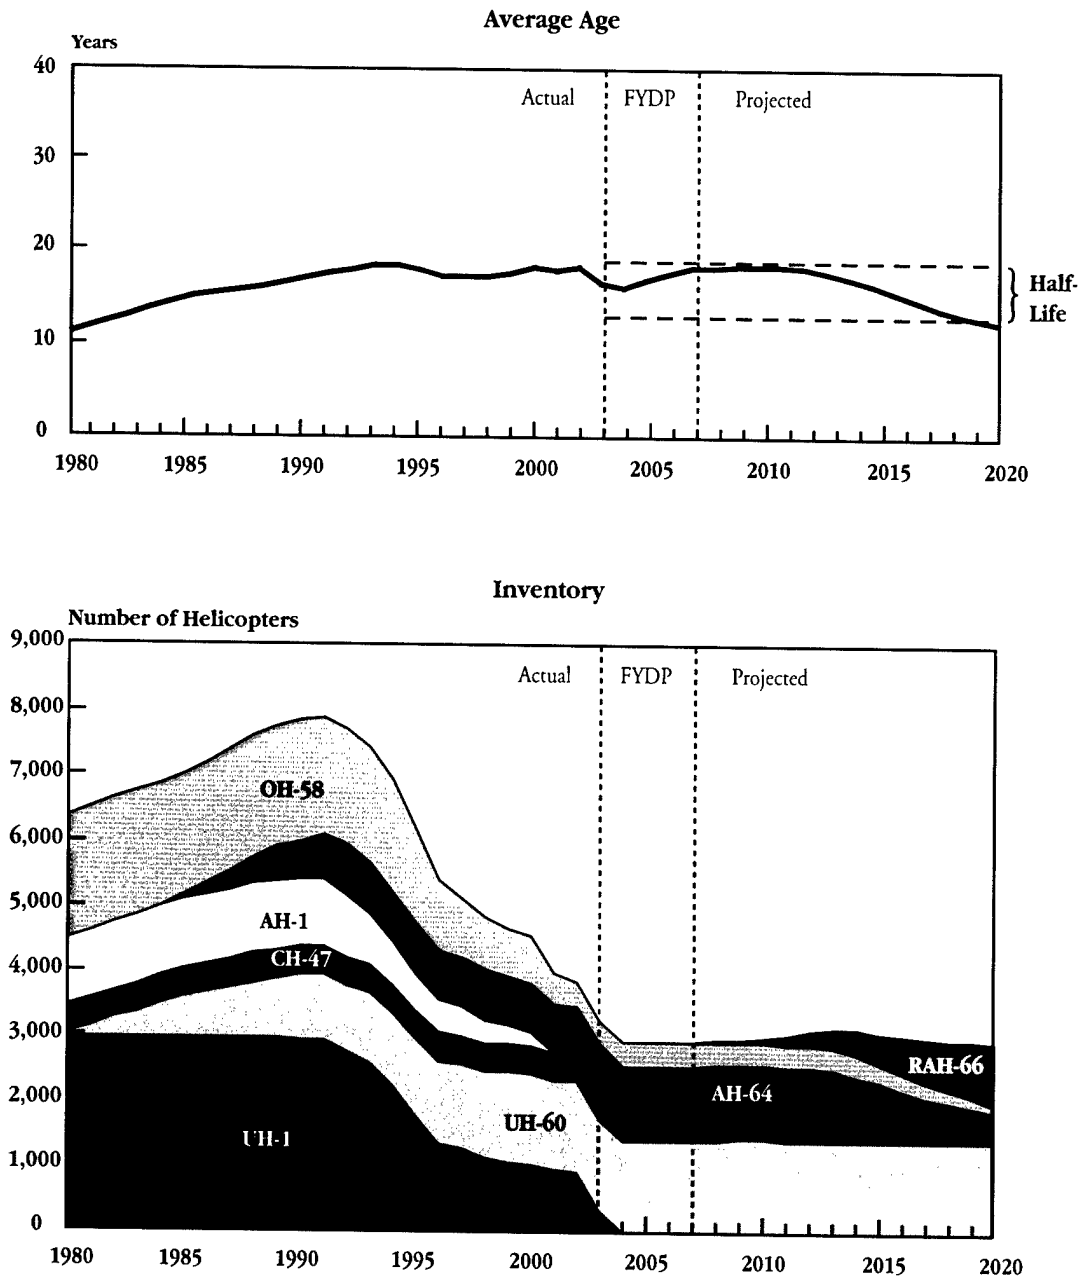 Average Age
Years
40
30
20
10
0
Actual
FYDP
Projected
Half-
Life
1980 1985 1990 1995 2000 2005 2010 2015 2020
Inventory
Number of Helicopters
9,000
8,000
7,000
6,000
5,000
4,000
3,000
2,000
1,000
0
Actual
FYDP
Projected
OH-58
AH-1
CH-47
RAH-66
AH-64
UH-60
UH-1
1980 1985 1990 1995 2000 2005 2010 2015 2020